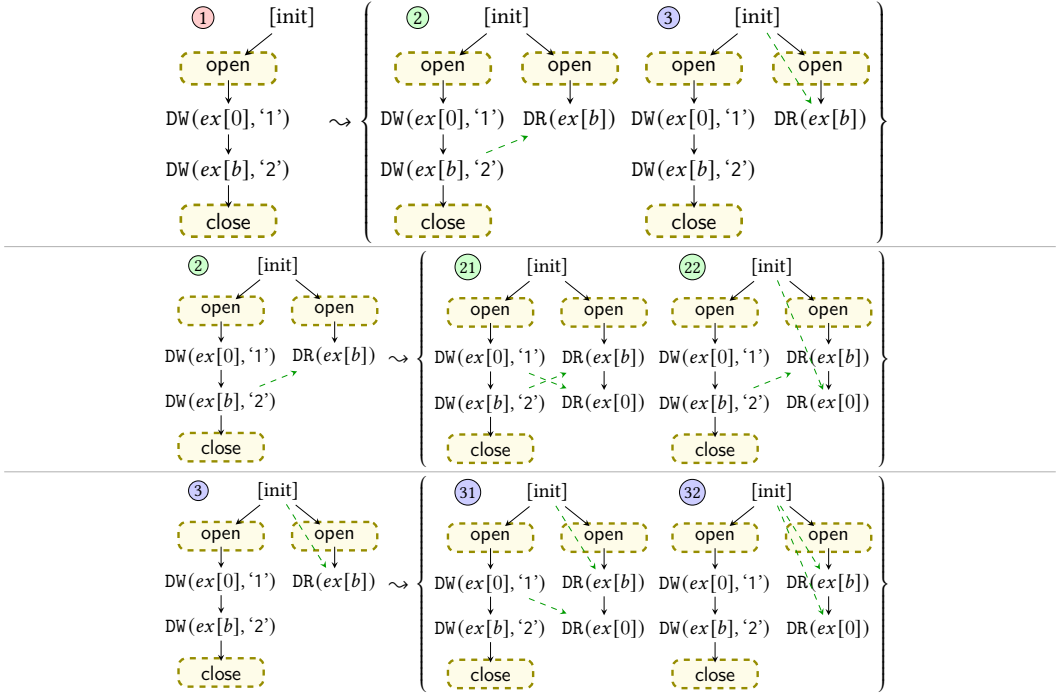 1 [init] 2 [init] 3 [init]
open open open open open
DW(ex[0], ‘1’) ⤳ { DW(ex[0], ‘1’) DR(ex[b]) DW(ex[0], ‘1’) DR(ex[b]) }
DW(ex[b], ‘2’) DW(ex[b], ‘2’) DW(ex[b], ‘2’)
close close
2 [init] 21 [init] 22 [init]
open open open open open open
DW(ex[0], ‘1’) DR(ex[b]) ⤳ { DW(ex[0], ‘1’) DR(ex[b]) DW(ex[0], ‘1’) DR(ex[b]) }
DW(ex[b], ‘2’) DW(ex[b], ‘2’) DR(ex[0]) DW(ex[b], ‘2’) DR(ex[0])
close close close
3 [init] 31 [init] 32 [init]
open open open open open open
DW(ex[0], ‘1’) DR(ex[b]) ⤳ { DW(ex[0], ‘1’) DR(ex[b]) DW(ex[0], ‘1’) DR(ex[b]) }
DW(ex[b], ‘2’) DW(ex[b], ‘2’) DR(ex[0]) DW(ex[b], ‘2’) DR(ex[0])
close close close